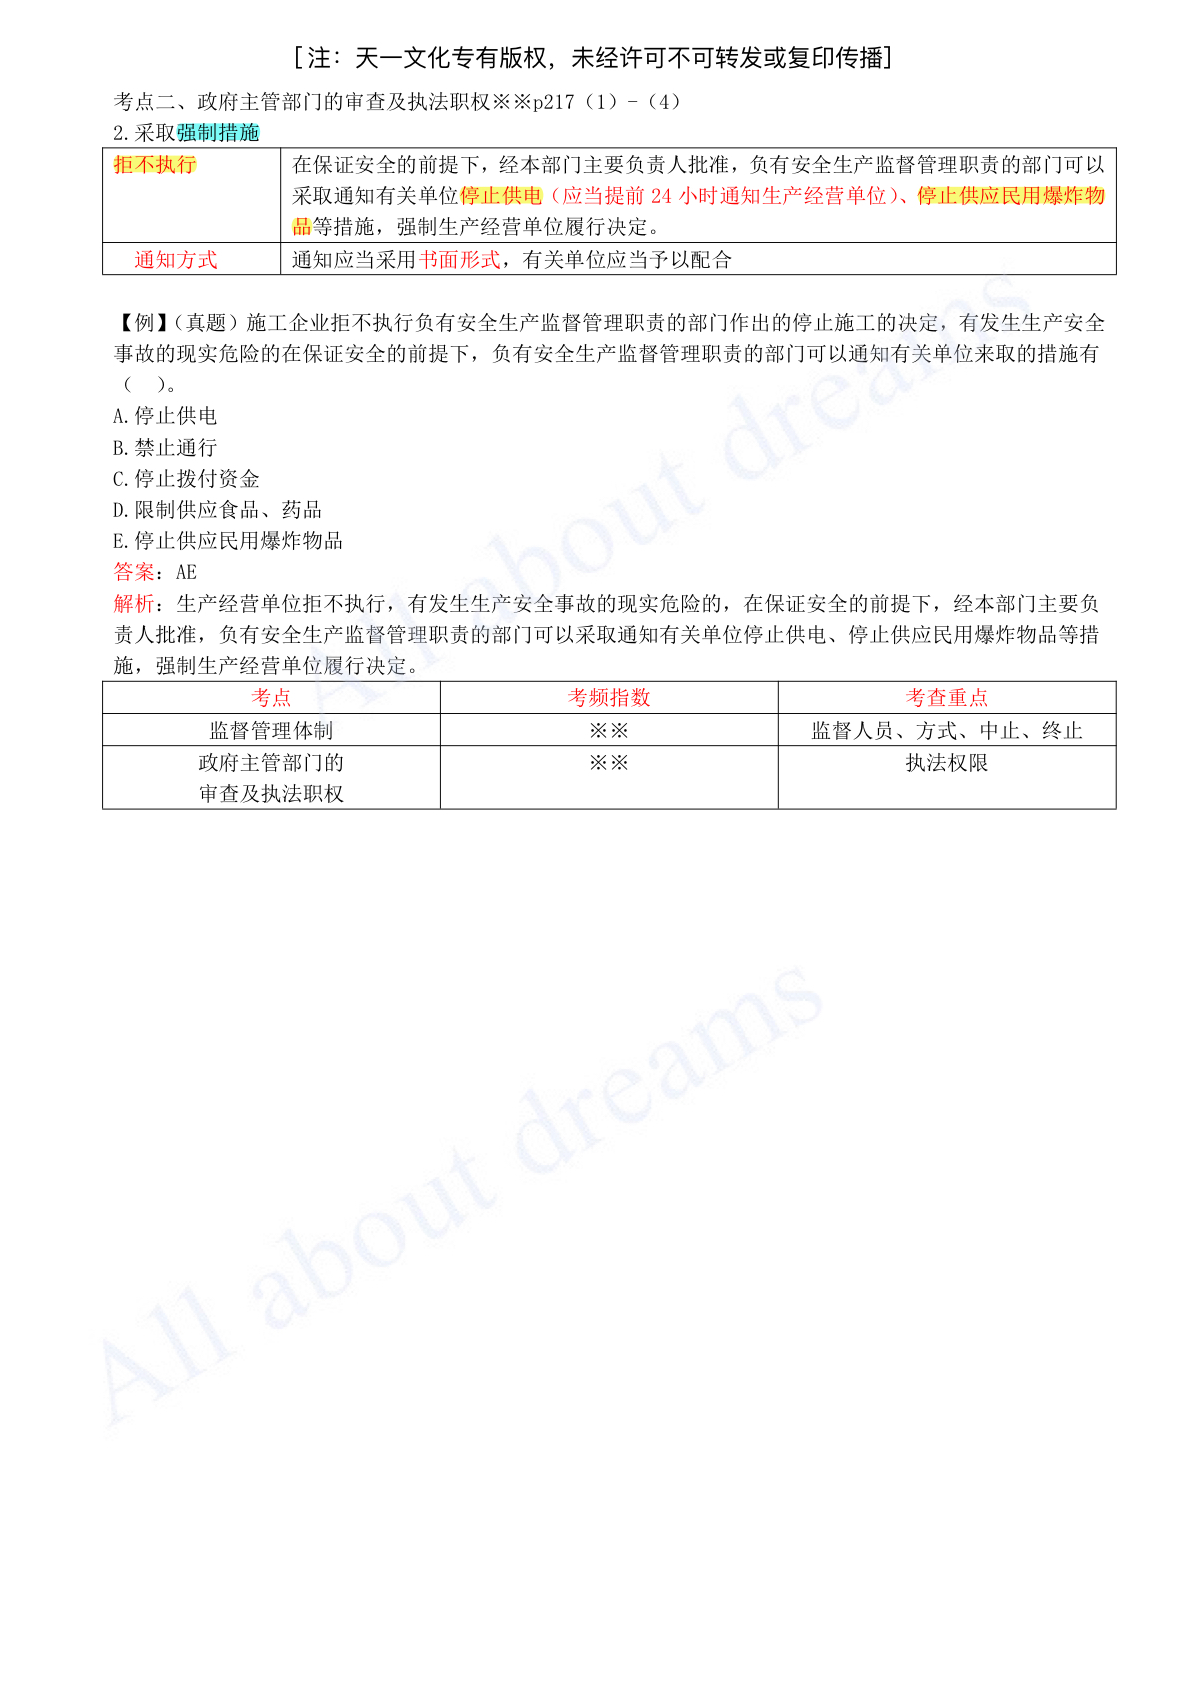 [注：天一文化专有版权，未经许可不可转发或复印传播]
考点二、政府主管部门的审查及执法职权※※p217（1）-（4）
2.采取强制措施
拒不执行
在保证安全的前提下，经本部门主要负责人批准，负有安全生产监督管理职责的部门可以
采取通知有关单位停止供电（应当提前 24 小时通知生产经营单位）、停止供应民用爆炸物
品等措施，强制生产经营单位履行决定。
通知方式
通知应当采用书面形式，有关单位应当予以配合
【例】（真题）施工企业拒不执行负有安全生产监督管理职责的部门作出的停止施工的决定，有发生生产安全
事故的现实危险的在保证安全的前提下，负有安全生产监督管理职责的部门可以通知有关单位来取的措施有
（ ）。
A.停止供电
B.禁止通行
C.停止拨付资金
D.限制供应食品、药品
E.停止供应民用爆炸物品
答案：AE
解析：生产经营单位拒不执行，有发生生产安全事故的现实危险的，在保证安全的前提下，经本部门主要负
责人批准，负有安全生产监督管理职责的部门可以采取通知有关单位停止供电、停止供应民用爆炸物品等措
施，强制生产经营单位履行决定。
考点 考频指数 考查重点
监督管理体制 ※※ 监督人员、方式、中止、终止
政府主管部门的 ※※ 执法权限
审查及执法职权
All about dreams
All about dreams